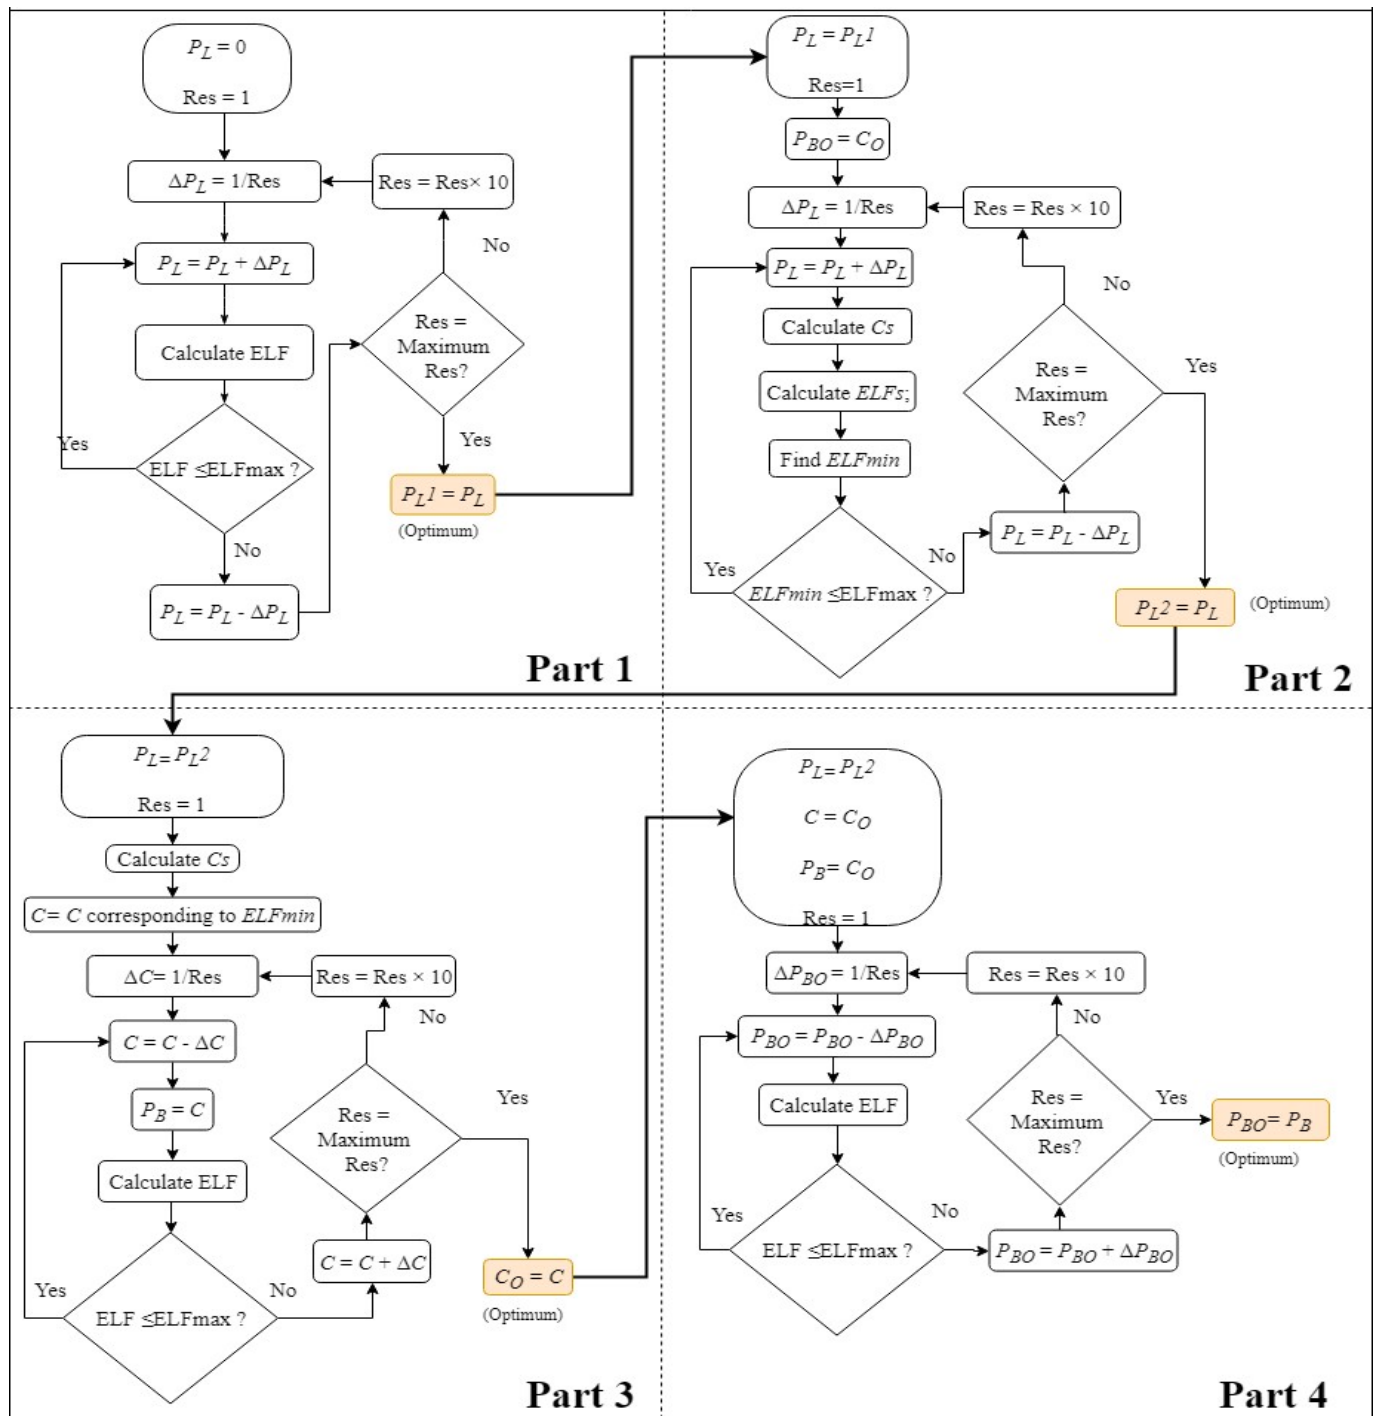 P_L = 0
Res = 1
ΔP_L = 1/Res
Res = Res× 10
No
P_L = P_L + ΔP_L
Res =
Maximum
Res?
Calculate ELF
Yes
Yes
ELF ≤ELFmax ?
P_L1 = P_L
(Optimum)
No
P_L = P_L - ΔP_L
Part 1
P_L = P_L1
Res=1
P_BO = C_O
ΔP_L = 1/Res
Res = Res × 10
P_L = P_L + ΔP_L
No
Calculate Cs
Res =
Maximum
Res?
Yes
Calculate ELFs;
Find ELFmin
P_L = P_L - ΔP_L
No
Yes
ELFmin ≤ELFmax ?
P_L2 = P_L
(Optimum)
Part 2
P_L= P_L2
Res = 1
Calculate Cs
C= C corresponding to ELFmin
ΔC= 1/Res
Res = Res × 10
No
C = C - ΔC
P_B = C
Res =
Maximum
Res?
Yes
Calculate ELF
C = C + ΔC
Yes
No
ELF ≤ELFmax ?
C_O = C
(Optimum)
Part 3
P_L= P_L2
C = C_O
P_B= C_O
Res = 1
ΔP_BO = 1/Res
Res = Res × 10
No
P_BO = P_BO - ΔP_BO
Calculate ELF
Res =
Maximum
Res?
Yes
P_BO= P_B
(Optimum)
Yes
No
ELF ≤ELFmax ?
P_BO = P_BO + ΔP_BO
Part 4